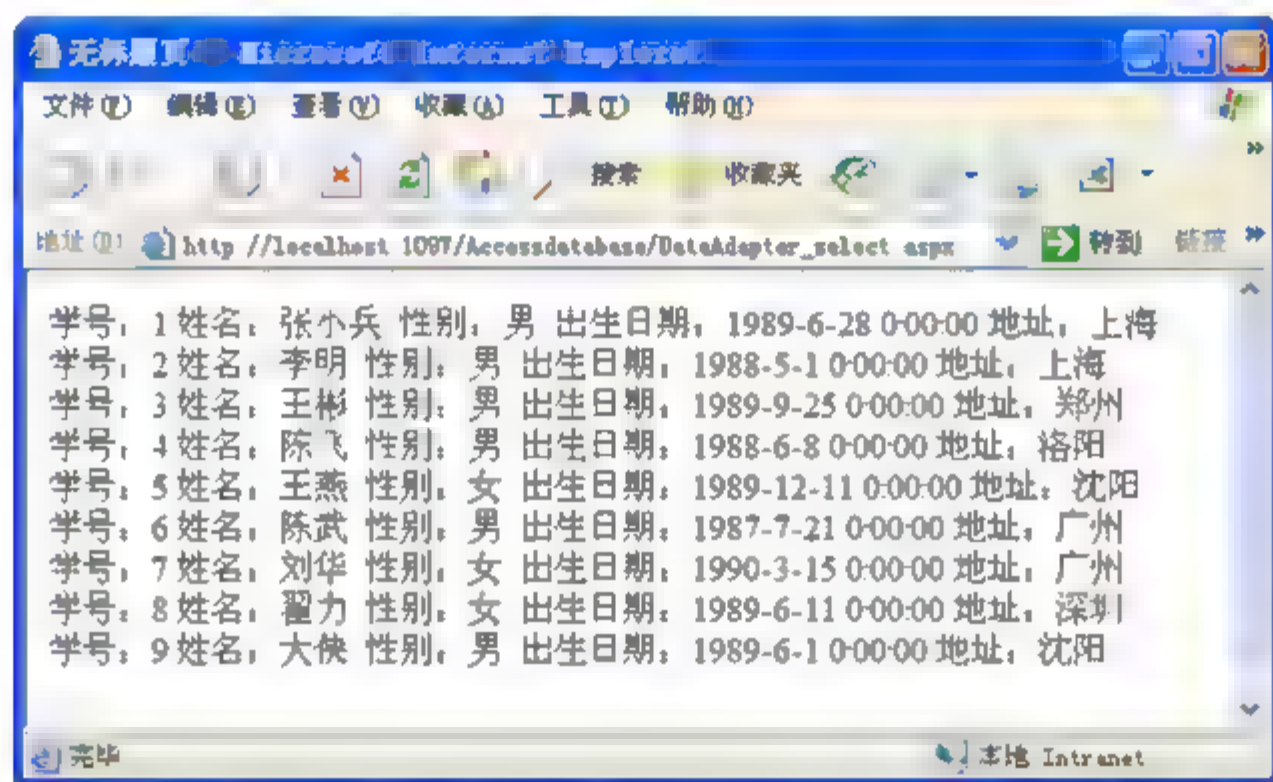 无标题页 - Microsoft Internet Explorer
文件(F) 编辑(E) 查看(V) 收藏(A) 工具(T) 帮助(H)
搜索 收藏夹
地址(D) http //localhost 1097/Accessdatabase/DataAdapter_select aspx 转到 链接
学号：1 姓名：张小兵 性别：男 出生日期：1989-6-28 0:00:00 地址：上海
学号：2 姓名：李明 性别：男 出生日期：1988-5-1 0:00:00 地址：上海
学号：3 姓名：王彬 性别：男 出生日期：1989-9-25 0:00:00 地址：郑州
学号：4 姓名：陈飞 性别：男 出生日期：1988-6-8 0:00:00 地址：洛阳
学号：5 姓名：王燕 性别：女 出生日期：1989-12-11 0:00:00 地址：沈阳
学号：6 姓名：陈武 性别：男 出生日期：1987-7-21 0:00:00 地址：广州
学号：7 姓名：刘华 性别：女 出生日期：1990-3-15 0:00:00 地址：广州
学号：8 姓名：翟力 性别：女 出生日期：1989-6-11 0:00:00 地址：深圳
学号：9 姓名：大侠 性别：男 出生日期：1989-6-1 0:00:00 地址：沈阳
完毕 本地 Intranet